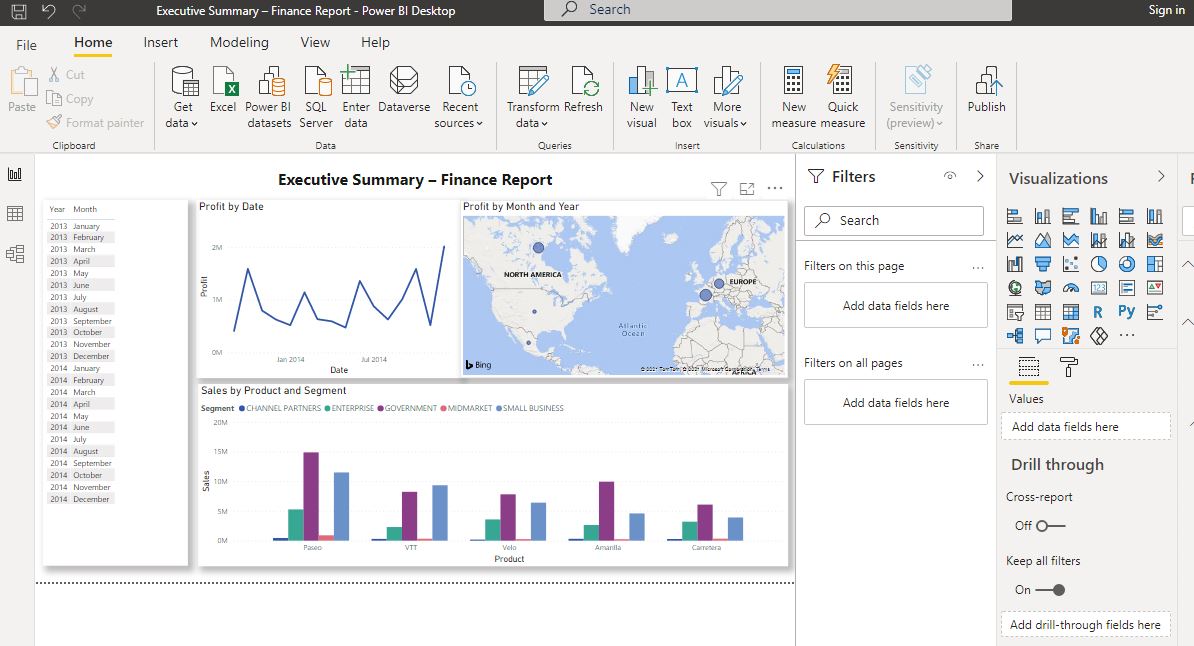 Executive Summary – Finance Report - Power BI Desktop
Search
Sign in
File
Home
Insert
Modeling
View
Help
Paste
Cut
Copy
Format painter
Clipboard
Get data
Excel
Power BI datasets
SQL Server
Enter data
Dataverse
Recent sources
Data
Transform data
Refresh
Queries
New visual
Text box
More visuals
Insert
New measure
Quick measure
Calculations
Sensitivity (preview)
Sensitivity
Publish
Share
Executive Summary – Finance Report
Year Month
2013 January
2013 February
2013 March
2013 April
2013 May
2013 June
2013 July
2013 August
2013 September
2013 October
2013 November
2013 December
2014 January
2014 February
2014 March
2014 April
2014 May
2014 June
2014 July
2014 August
2014 September
2014 October
2014 November
2014 December
Profit by Date
2M
1M
0M
Profit
Jan 2014
Jul 2014
Date
Profit by Month and Year
NORTH AMERICA
EUROPE
Atlantic
Ocean
AFRICA
Bing
© 2021 TomTom, © 2021 Microsoft Corporation Terms
Sales by Product and Segment
Segment CHANNEL PARTNERS ENTERPRISE GOVERNMENT MIDMARKET SMALL BUSINESS
20M
10M
5M
0M
Sales
Paseo
VTT
Velo
Amarilla
Carretera
Product
Filters
Search
Filters on this page
Add data fields here
Filters on all pages
Add data fields here
Visualizations
123
R
Py
Values
Add data fields here
Drill through
Cross-report
Off
Keep all filters
On
Add drill-through fields here